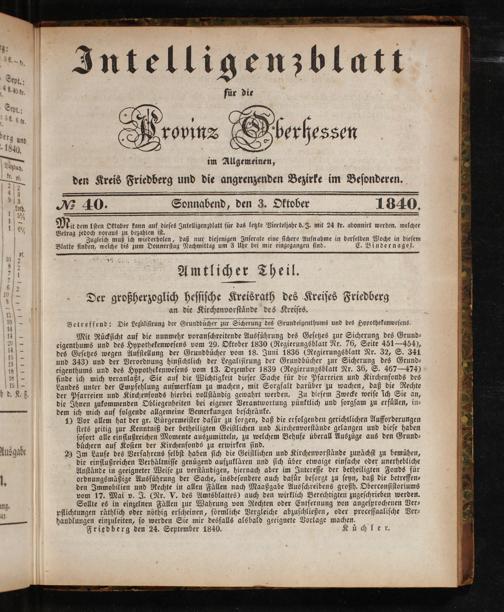 Intelligenzblatt
für die
Provinz Oberhessen
im Allgemeinen,
den Kreis Friedberg und die angrenzenden Bezirke im Besonderen.
№ 40. Sonnabend, den 3. Oktober 1840.
Mit dem 1sten Oktober kann auf dieses Intelligenzblatt für das letzte Vierteljahr d. J. mit 24 kr. abonnirt werden, welcher
Betrag jedoch voraus zu bezahlen ist.
Zugleich muß ich wiederholen, daß nur diejenigen Inserate eine sichere Aufnahme in derselben Woche in diesem
Blatte finden, welche bis zum Donnerstag Nachmittag um 3 Uhr bei mir eingegangen sind. C. Bindernagel.
Amtlicher Theil.
Der großherzoglich hessische Kreisrath des Kreises Friedberg
an die Kirchenvorstände des Kreises.
Betreffend: Die Legalisirung der Grundbücher zur Sicherung des Grundeigenthums und des Hypothekenwesens.
Mit Rücksicht auf die nunmehr voranschreitende Ausführung des Gesetzes zur Sicherung des Grund-
eigenthums und des Hypothekenwesens vom 29. Oktober 1830 (Regierungsblatt Nr. 76, Seite 451—454),
des Gesetzes wegen Aufstellung der Grundbücher vom 18. Juni 1836 (Regierungsblatt Nr. 32, S. 341
und 343) und der Verordnung hinsichtlich der Legalisirung der Grundbücher zur Sicherung des Grund-
eigenthums und des Hypothekenwesens vom 13. Dezember 1839 (Regierungsblatt Nr. 36, S. 467—474)
finde ich mich veranlaßt, Sie auf die Wichtigkeit dieser Sache für die Pfarreien und Kirchenfonds des
Landes unter der Empfehlung aufmerksam zu machen, mit Sorgfalt darüber zu wachen, daß die Rechte
der Pfarreien und Kirchenfonds hierbei vollständig gewahrt werden. Zu diesem Zwecke weise ich Sie an,
die Ihnen zukommenden Obliegenheiten bei eigener Verantwortung pünktlich und sorgsam zu erfüllen, in-
dem ich mich auf folgende allgemeine Bemerkungen beschränke.
1) Vor allem hat der gr. Bürgermeister dafür zu sorgen, daß die erfolgenden gerichtlichen Aufforderungen
stets zeitig zur Kenntniß der betheiligten Geistlichen und Kirchenvorstände gelangen und diese haben
sofort alle einflußreichen Momente auszumitteln, zu welchem Behufe überall Auszüge aus den Grund-
büchern auf Kosten der Kirchenfonds zu erwirken sind.
2) Im Laufe des Verfahrens selbst haben sich die Geistlichen und Kirchenvorstände zunächst zu bemühen,
die einflußreichen Verhältnisse genügend aufzuklären und sich über etwaige einfache oder unerhebliche
Anstände in geeigneter Weise zu verständigen, hiernach aber im Interesse der betheiligten Fonds für
ordnungsmäßige Ausführung der Sache, insbesondere auch dafür besorgt zu seyn, daß die betreffen-
den Immobilien und Rechte in allen Fällen nach Maasgabe Ausschreibens großh. Oberconsistoriums
vom 17. Mai v. J. (Nr. V. des Amtsblattes) auch den wirklich Berechtigten zugeschrieben werden.
Sollte es in einzelnen Fällen zur Wahrung von Rechten oder Entfernung von angesprochenen Ver-
pflichtungen räthlich oder nöthig erscheinen, förmliche Vergleiche abzuschließen, oder processualische Ver-
handlungen einzuleiten, so werden Sie mir desfalls alsbald geeignete Vorlage machen.
Friedberg den 24. September 1840. Küchler.